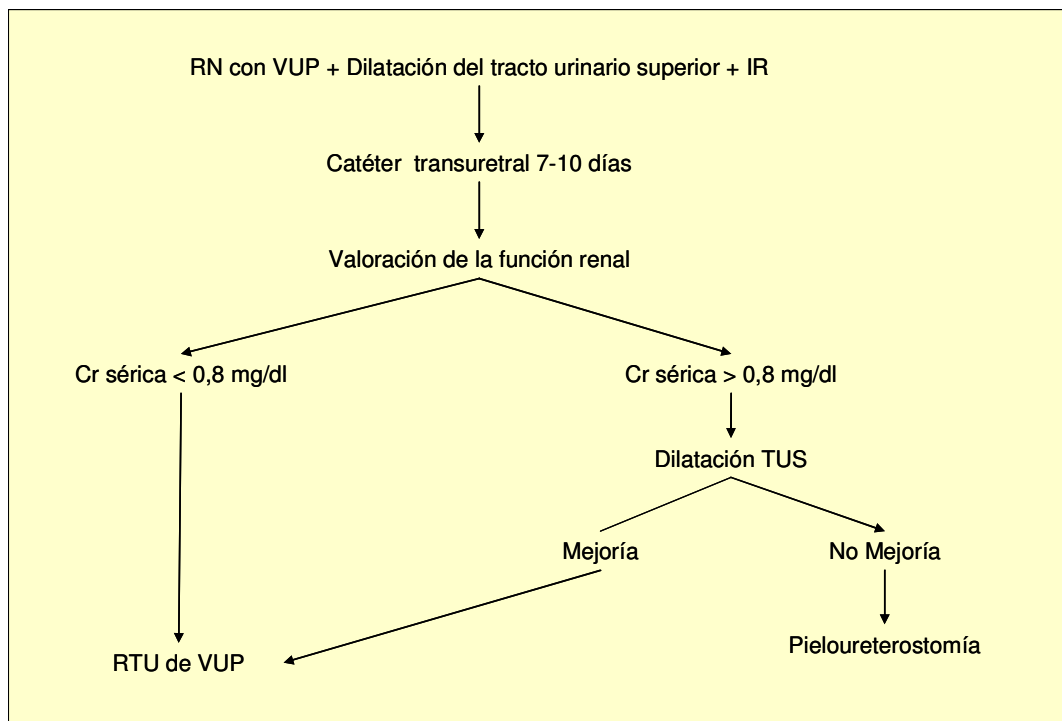 RN con VUP + Dilatación del tracto urinario superior + IR
Catéter transuretral 7-10 días
Valoración de la función renal
Cr sérica < 0,8 mg/dl
Cr sérica > 0,8 mg/dl
Dilatación TUS
Mejoría
No Mejoría
RTU de VUP
Pieloureterostomía